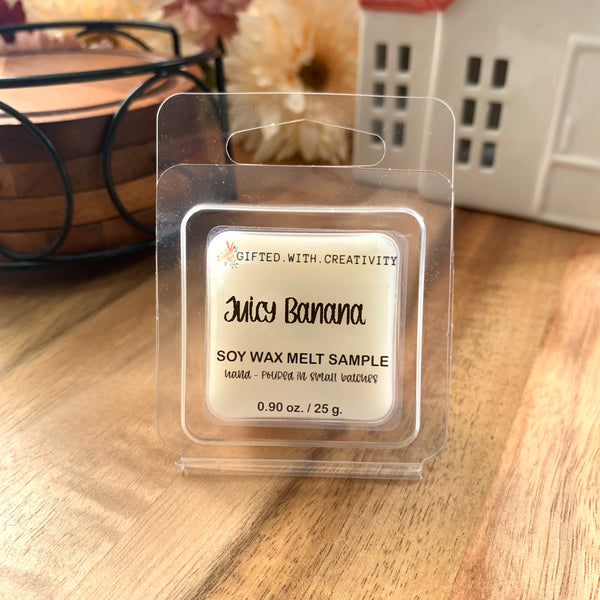 GIFTED.WITH.CREATIVITY
Juicy Banana
SOY WAX MELT SAMPLE
hand - poured in small batches
0.90 oz. / 25 g.